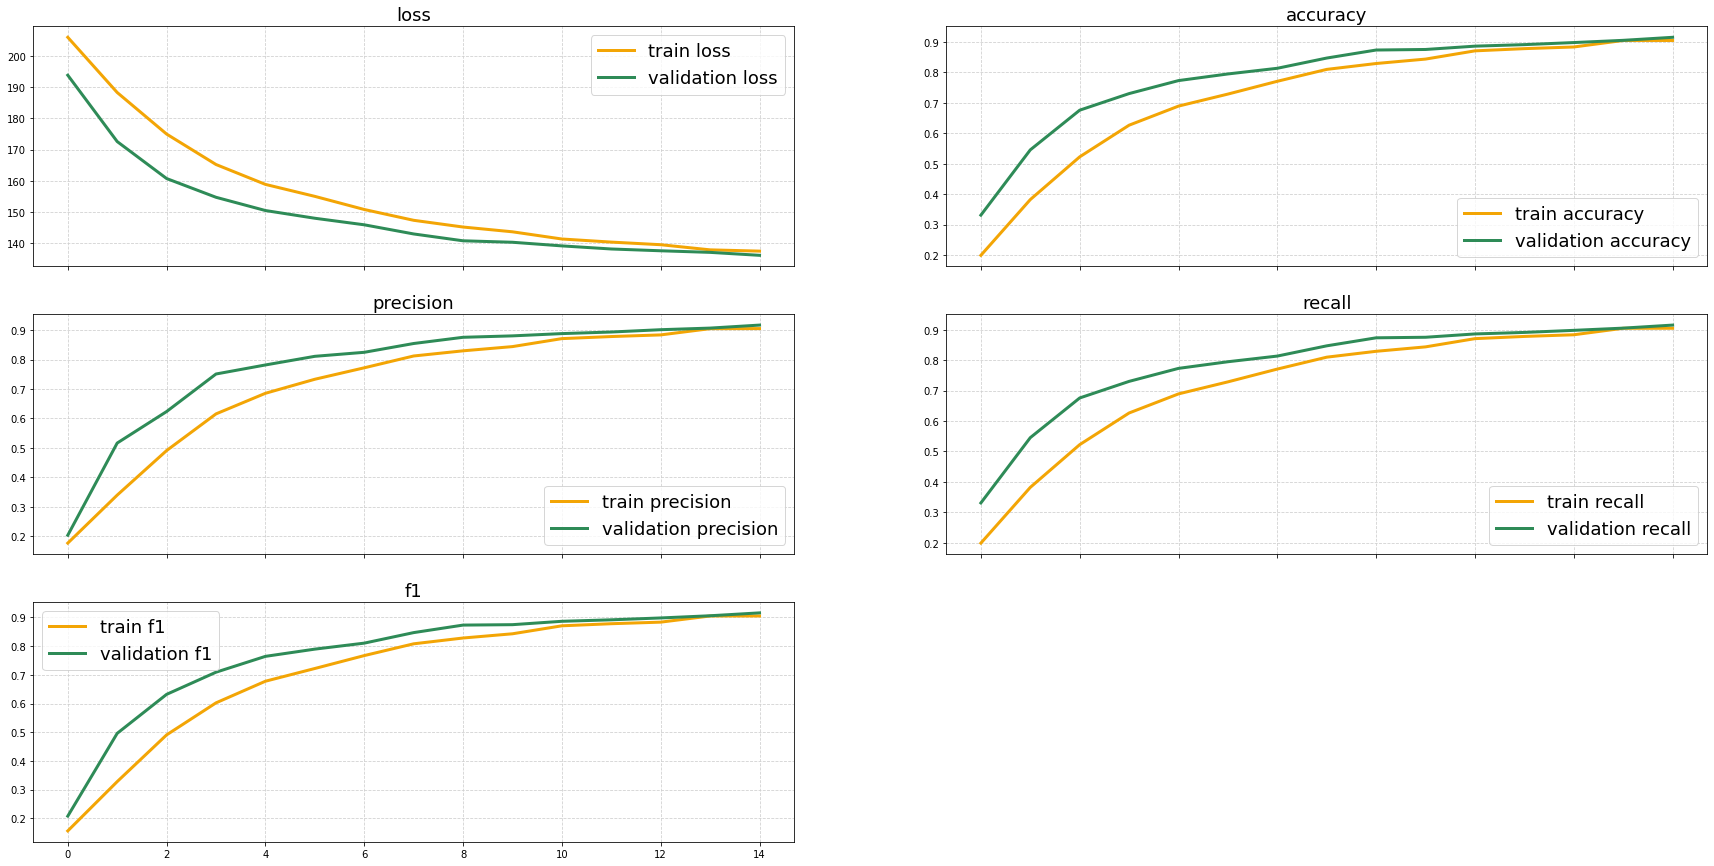 loss
200
190
180
170
160
150
140
train loss
validation loss
accuracy
0.9
0.8
0.7
0.6
0.5
0.4
0.3
0.2
train accuracy
validation accuracy
precision
0.9
0.8
0.7
0.6
0.5
0.4
0.3
0.2
train precision
validation precision
recall
0.9
0.8
0.7
0.6
0.5
0.4
0.3
0.2
train recall
validation recall
f1
0.9
0.8
0.7
0.6
0.5
0.4
0.3
0.2
train f1
validation f1
0 2 4 6 8 10 12 14